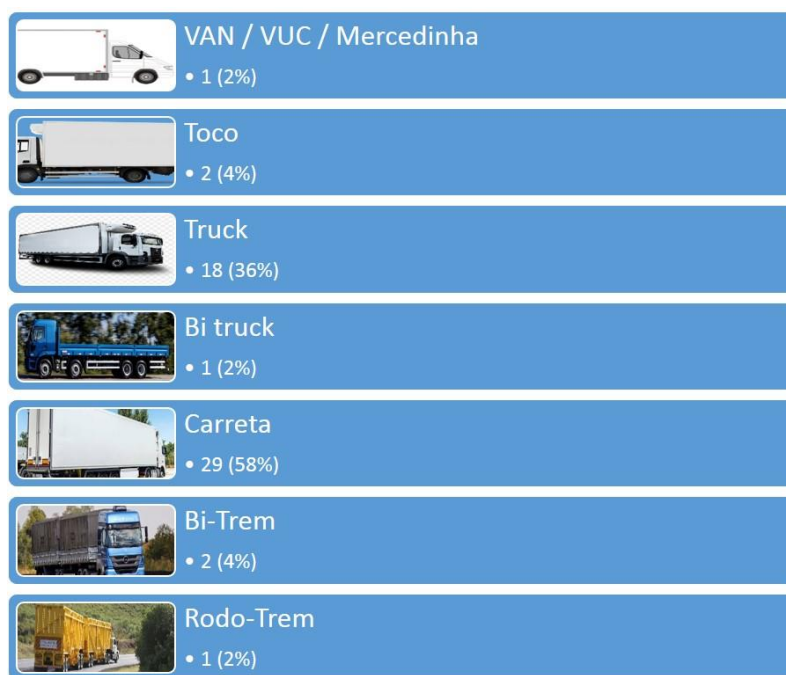 VAN / VUC / Mercedinha
• 1 (2%)
Toco
• 2 (4%)
Truck
• 18 (36%)
Bi truck
• 1 (2%)
Carreta
• 29 (58%)
Bi-Trem
• 2 (4%)
Rodo-Trem
• 1 (2%)